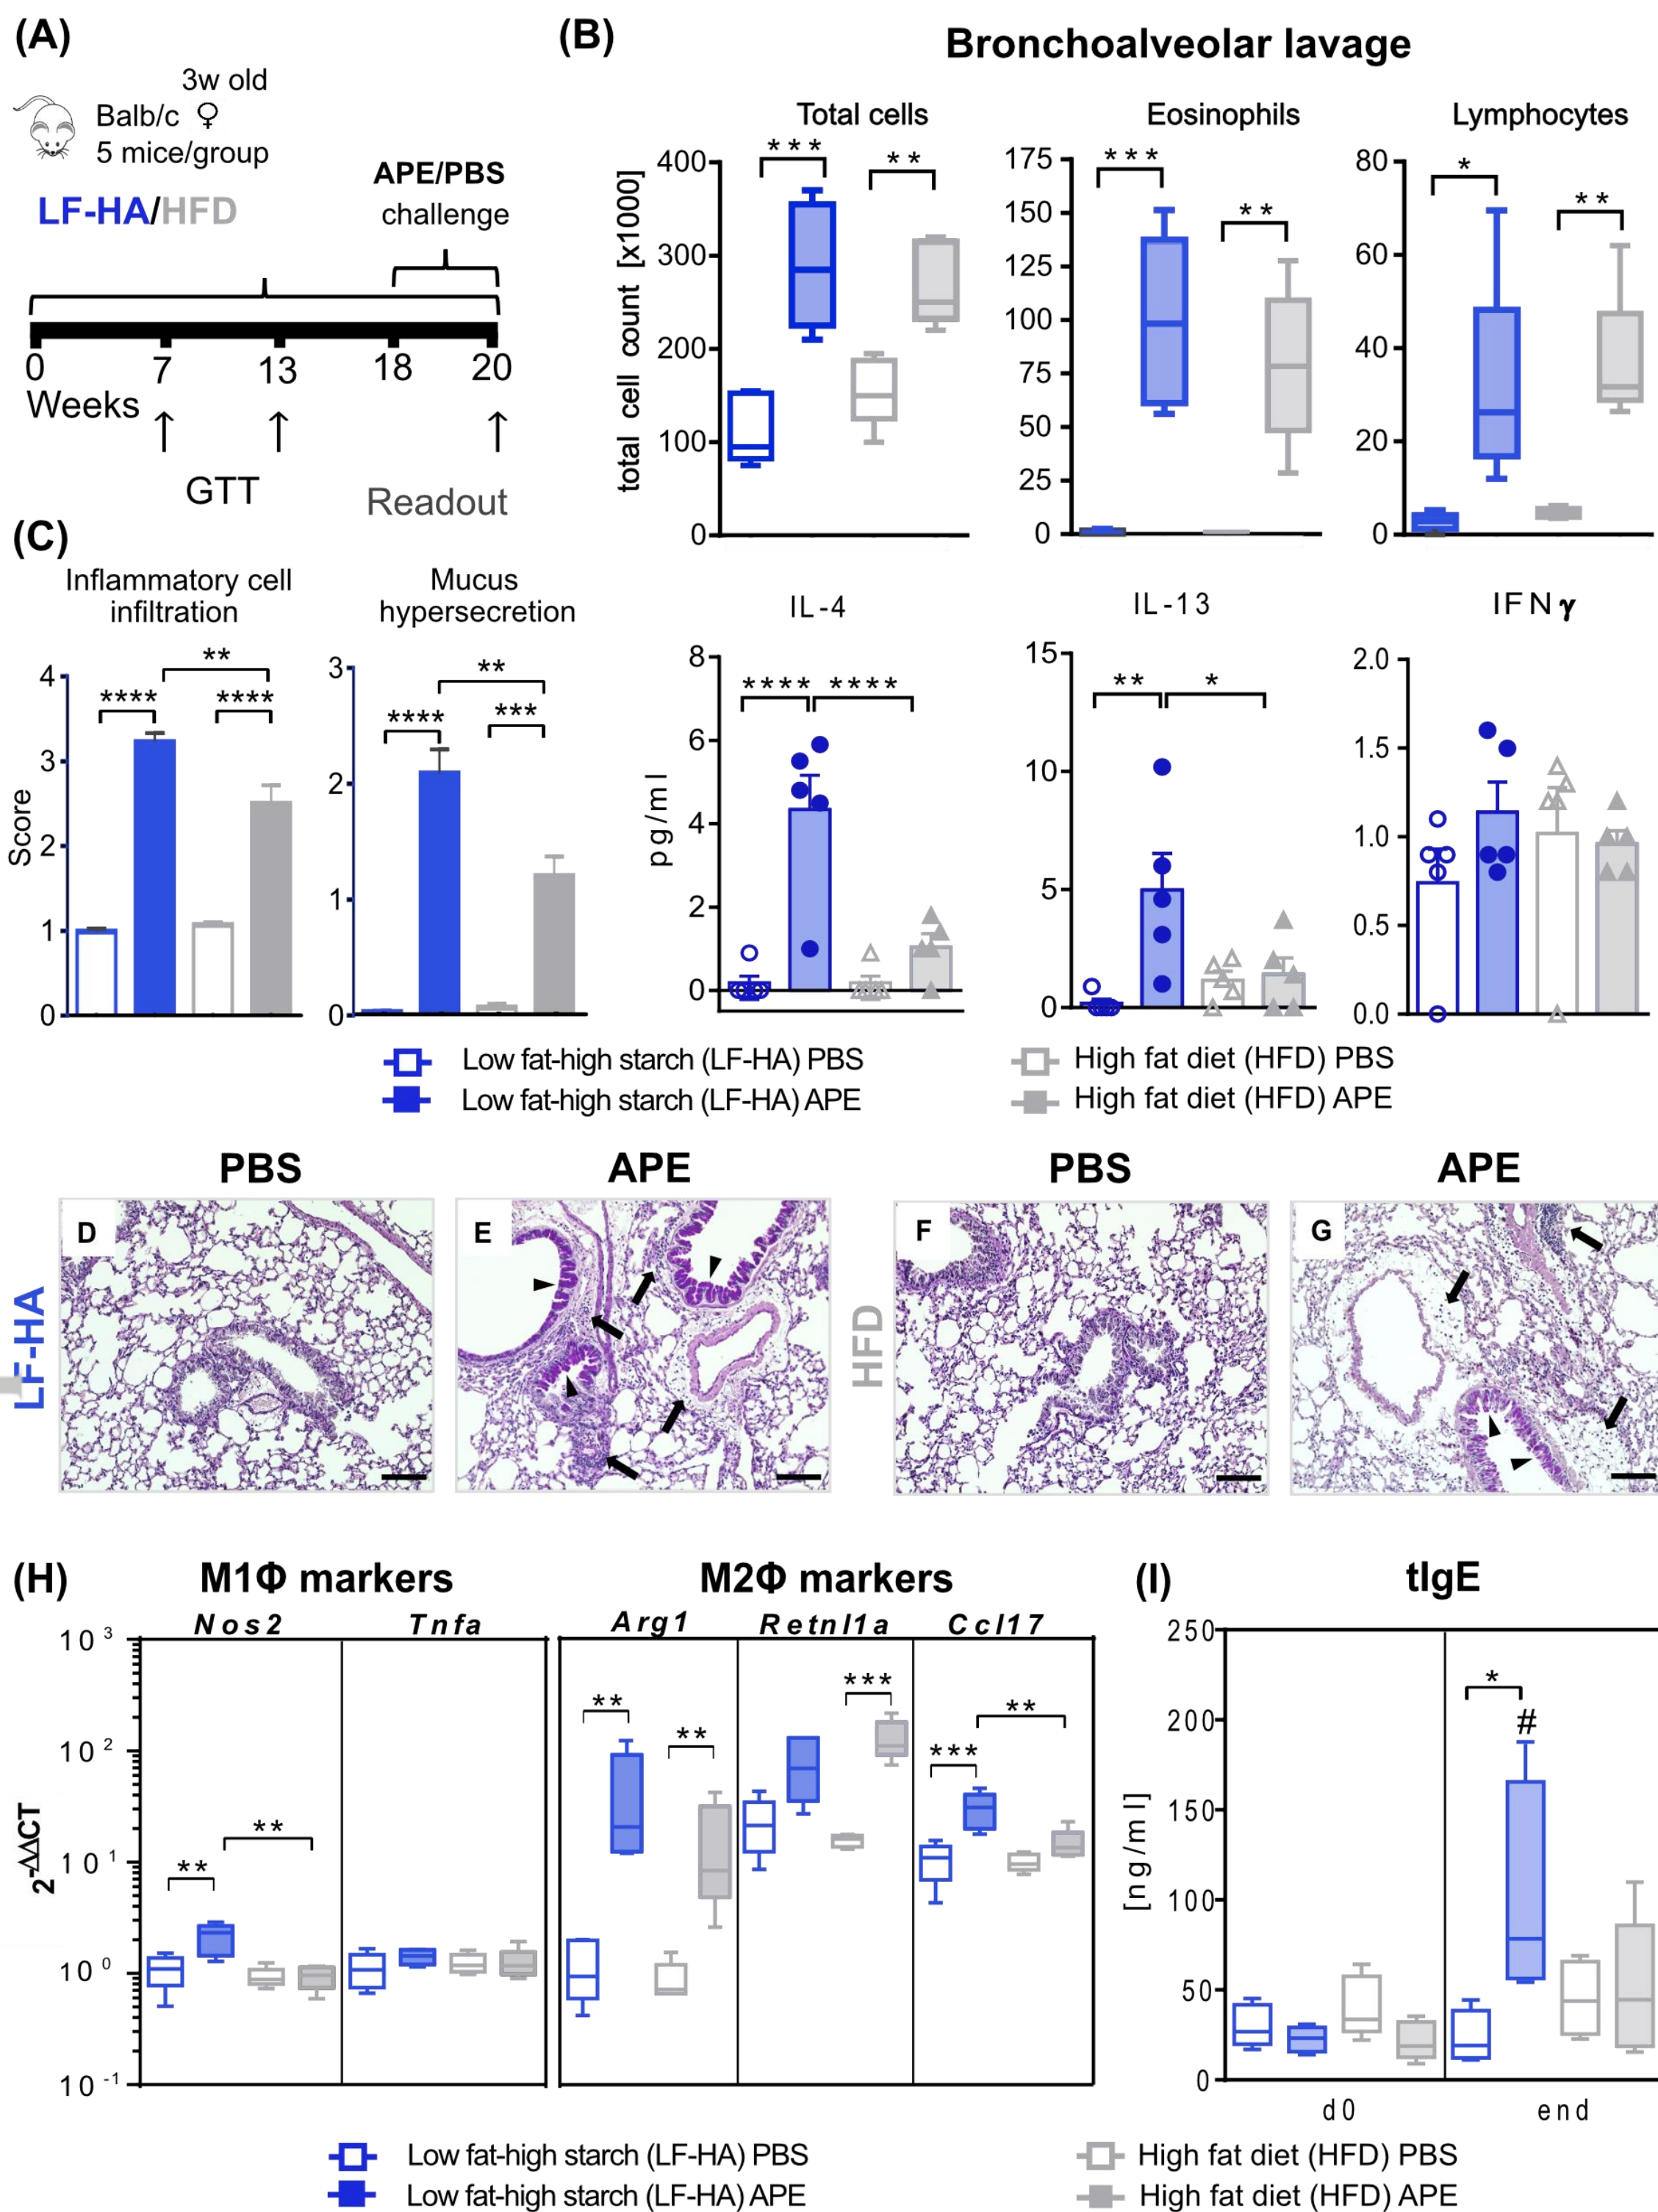 (A)
3w old
Balb/c ♀
5 mice/group
LF-HA/HFD
APE/PBS
challenge
0 7 13 18 20
Weeks
↑ ↑ ↑
GTT
Readout
(B)
Bronchoalveolar lavage
Total cells
Eosinophils
Lymphocytes
total cell count [x1000]
400
300
200
100
0
*** **
175
150
125
100
75
50
25
0
*** **
80
60
40
20
0
* **
IL-4
IL-13
IFNγ
pg/ml
8
6
4
2
0
**** ****
15
10
5
0
** *
2.0
1.5
1.0
0.5
0.0
(C)
Inflammatory cell
infiltration
Mucus
hypersecretion
Score
4
3
2
1
0
**
**** ****
3
2
1
0
**
**** ***
Low fat-high starch (LF-HA) PBS
Low fat-high starch (LF-HA) APE
High fat diet (HFD) PBS
High fat diet (HFD) APE
PBS
APE
PBS
APE
LF-HA
D
E
HFD
F
G
(H)
M1Φ markers
M2Φ markers
Nos2
Tnfa
Arg1
Retnl1a
Ccl17
2-ΔΔCT
10 3
10 2
10 1
10 0
10 -1
** **
** **
***
*** **
(I)
tIgE
[ng/ml]
250
200
150
100
50
0
*
#
d0
end
Low fat-high starch (LF-HA) PBS
Low fat-high starch (LF-HA) APE
High fat diet (HFD) PBS
High fat diet (HFD) APE